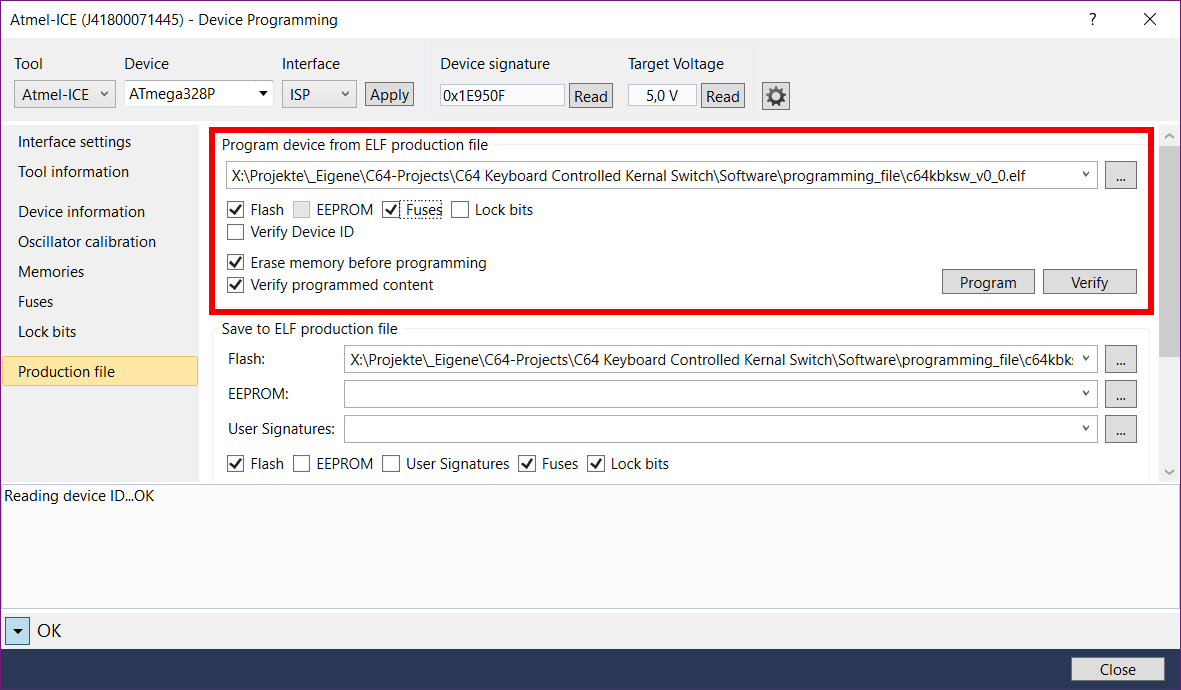 Atmel-ICE (J41800071445) - Device Programming
?
Tool Device Interface Device signature Target Voltage
Atmel-ICE ATmega328P ISP Apply 0x1E950F Read 5,0 V Read
Interface settings
Tool information
Device information
Oscillator calibration
Memories
Fuses
Lock bits
Production file
Program device from ELF production file
X:\Projekte\_Eigene\C64-Projects\C64 Keyboard Controlled Kernal Switch\Software\programming_file\c64kbksw_v0_0.elf ...
Flash EEPROM Fuses Lock bits
Verify Device ID
Erase memory before programming
Verify programmed content
Program Verify
Save to ELF production file
Flash: X:\Projekte\_Eigene\C64-Projects\C64 Keyboard Controlled Kernal Switch\Software\programming_file\c64kbks ...
EEPROM: ...
User Signatures: ...
Flash EEPROM User Signatures Fuses Lock bits
Reading device ID...OK
OK
Close